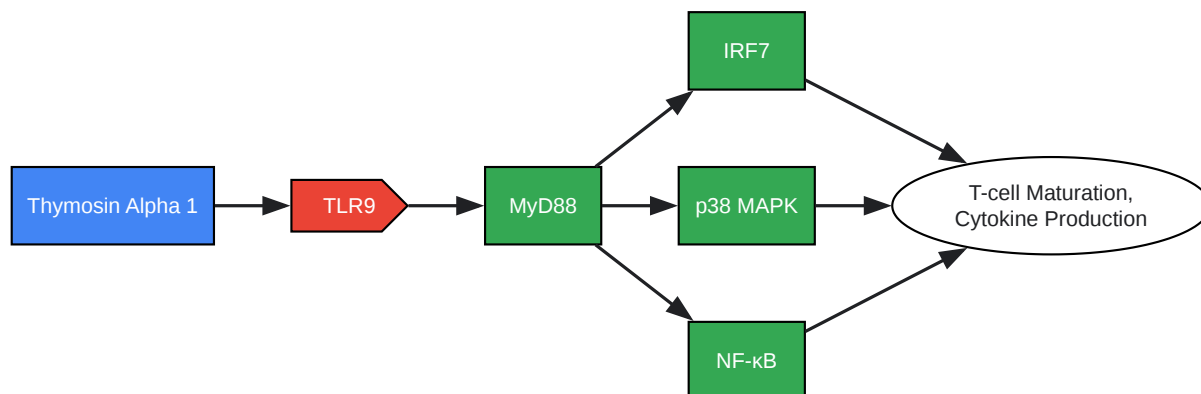 Thymosin Alpha 1
TLR9
MyD88
IRF7
p38 MAPK
NF-κB
T-cell Maturation,
Cytokine Production